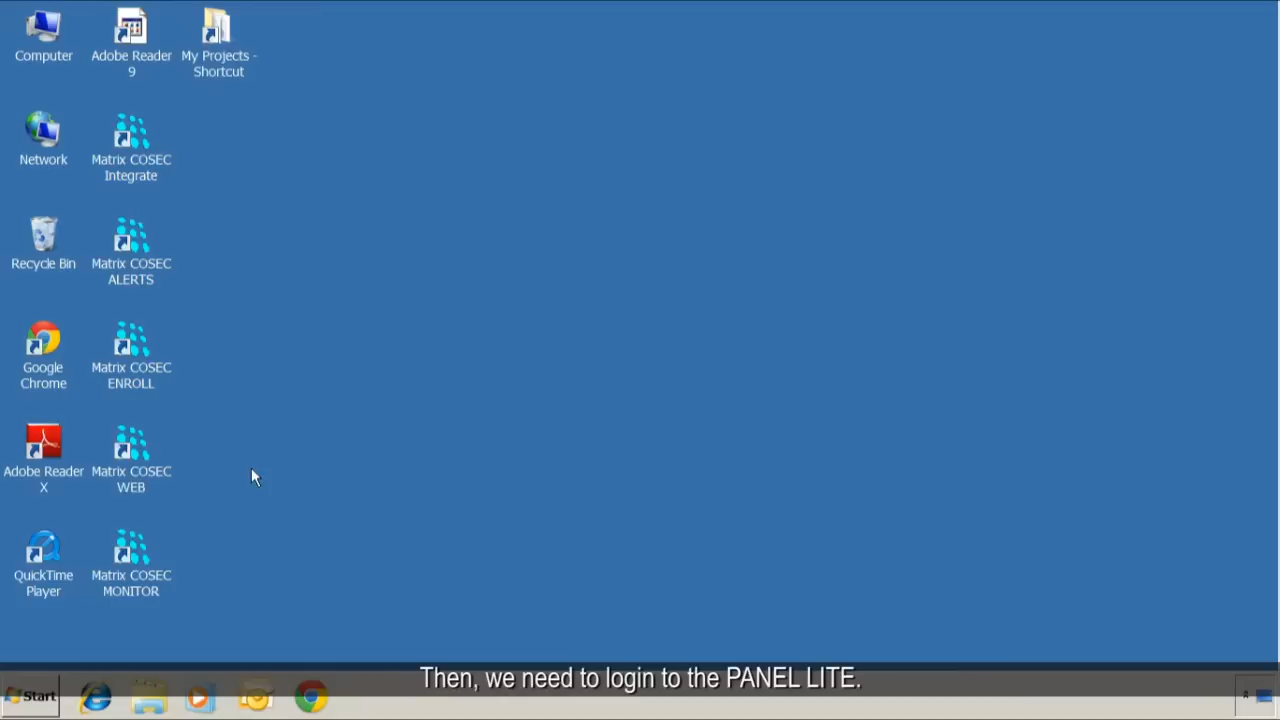 Computer
Adobe Reader
9
My Projects -
Shortcut
Network
Matrix COSEC
Integrate
Recycle Bin
Matrix COSEC
ALERTS
Google
Chrome
Matrix COSEC
ENROLL
Adobe Reader
X
Matrix COSEC
WEB
QuickTime
Player
Matrix COSEC
MONITOR
Then, we need to login to the PANEL LITE.
Start